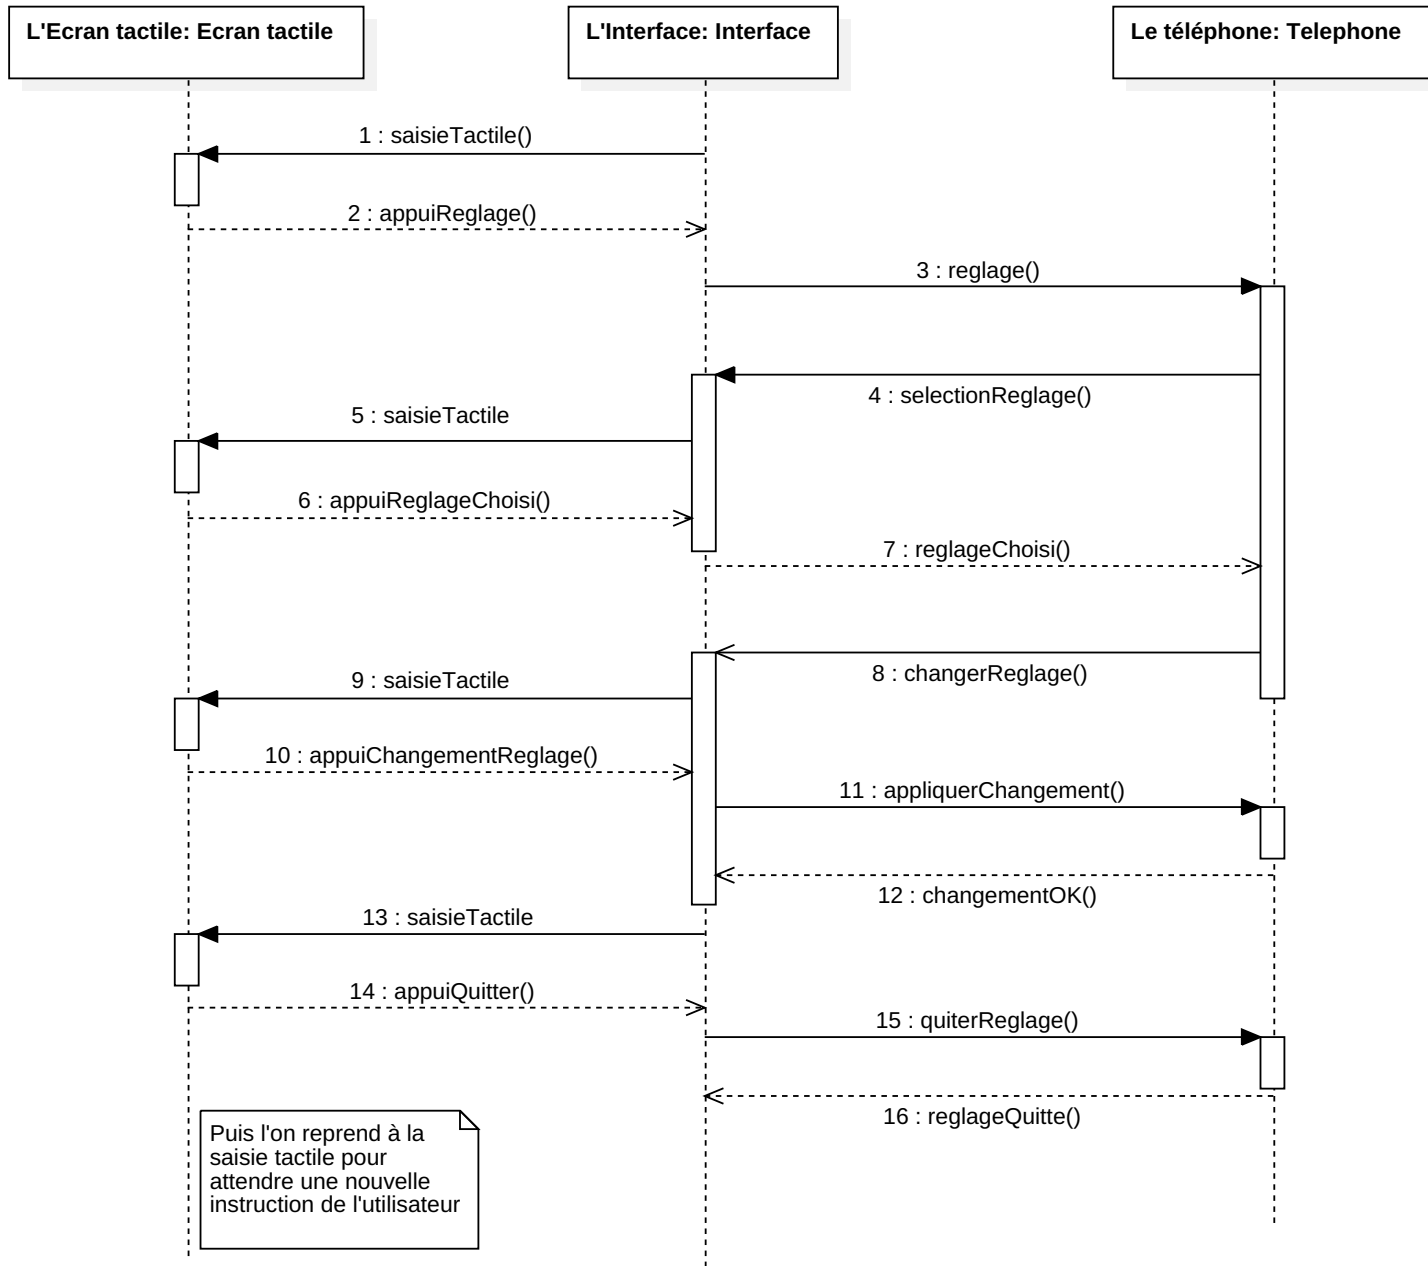 L'Ecran tactile: Ecran tactile
L'Interface: Interface
Le téléphone: Telephone
1 : saisieTactile()
2 : appuiReglage()
3 : reglage()
4 : selectionReglage()
5 : saisieTactile
6 : appuiReglageChoisi()
7 : reglageChoisi()
8 : changerReglage()
9 : saisieTactile
10 : appuiChangementReglage()
11 : appliquerChangement()
12 : changementOK()
13 : saisieTactile
14 : appuiQuitter()
15 : quiterReglage()
16 : reglageQuitte()
Puis l'on reprend à la
saisie tactile pour
attendre une nouvelle
instruction de l'utilisateur